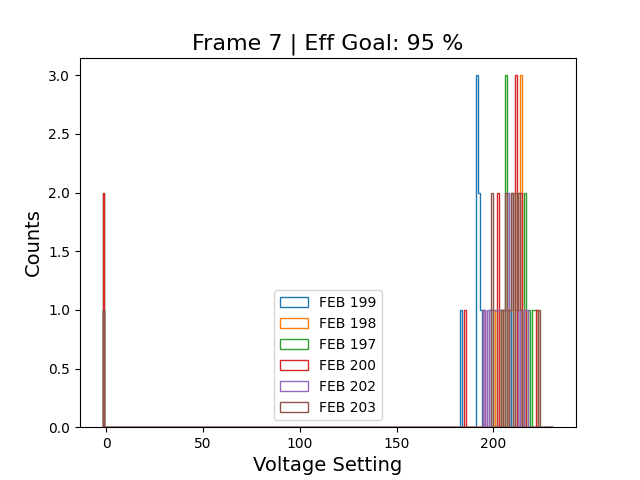 Frame 7 | Eff Goal: 95 %
3.0
2.5
2.0
1.5
1.0
0.5
0.0
Counts
FEB 199
FEB 198
FEB 197
FEB 200
FEB 202
FEB 203
0 50 100 150 200
Voltage Setting